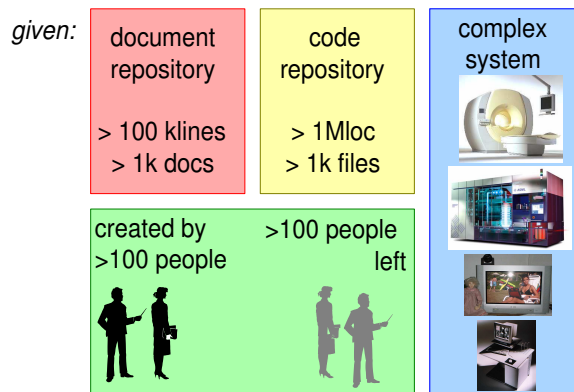 given:
document
repository
> 100 klines
> 1k docs
code
repository
> 1Mloc
> 1k files
complex
system
created by
>100 people
>100 people
left